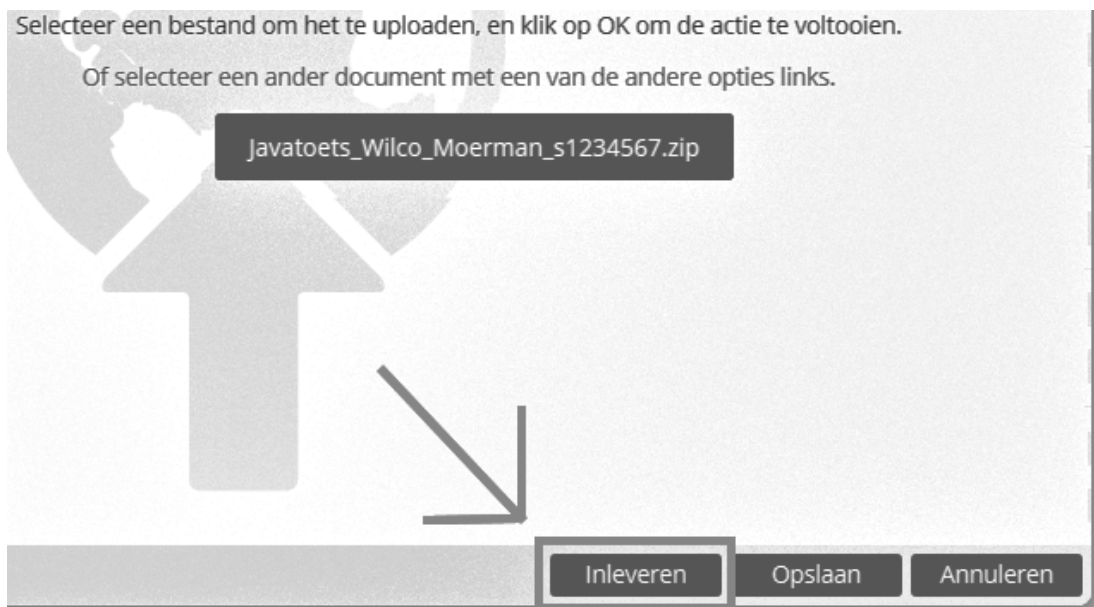 Selecteer een bestand om het te uploaden, en klik op OK om de actie te voltooien.
Of selecteer een ander document met een van de andere opties links.
Javatoets_Wilco_Moerman_s1234567.zip
Inleveren Opslaan Annuleren